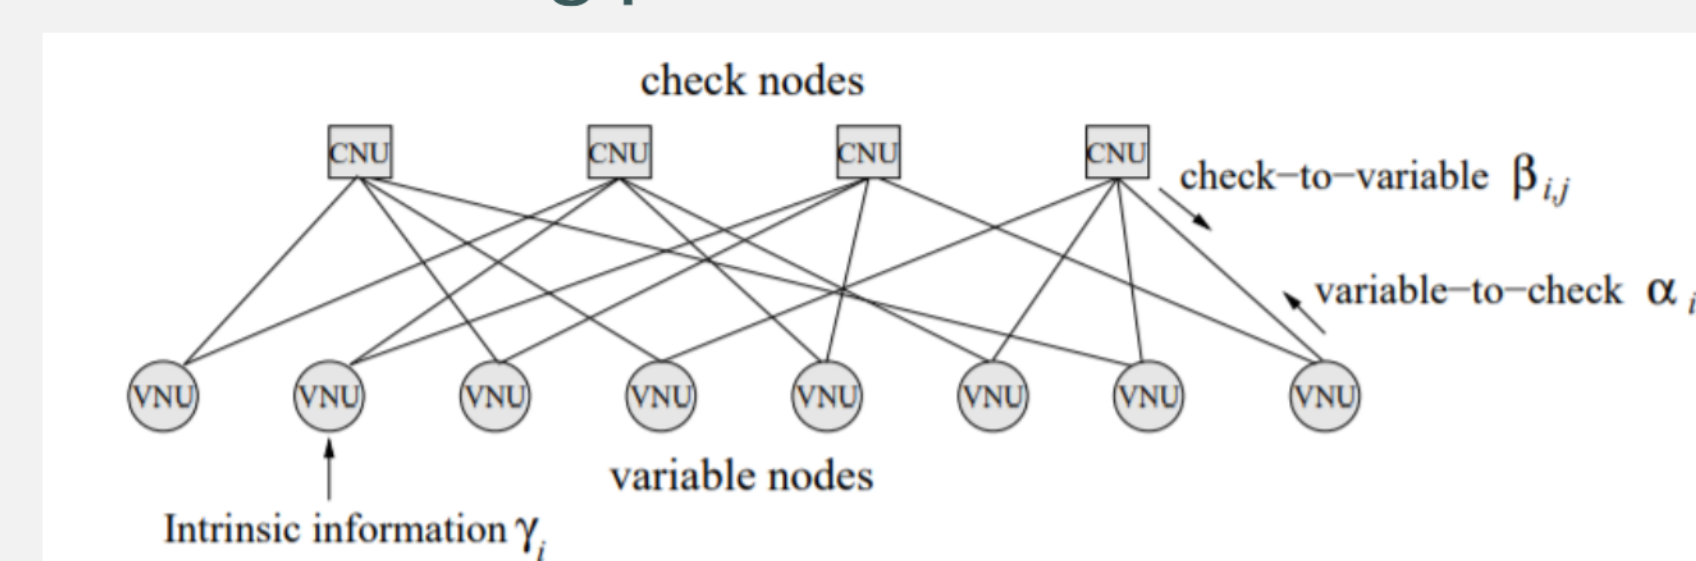 check nodes
CNU CNU CNU CNU
check-to-variable β i,j
variable-to-check α i
VNU VNU VNU VNU VNU VNU VNU VNU
variable nodes
Intrinsic information γ i